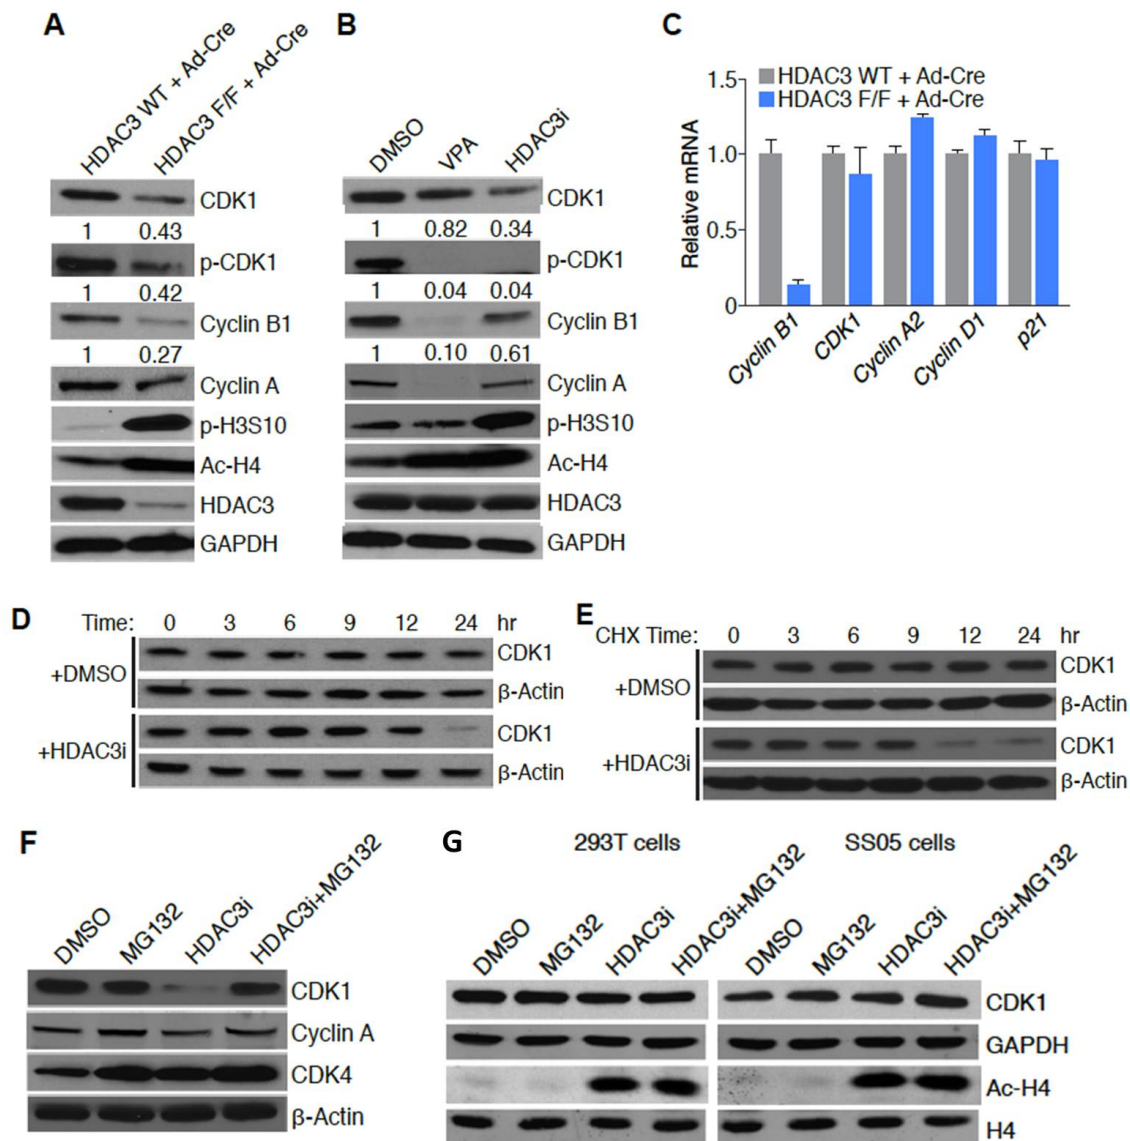 A
HDAC3 WT + Ad-Cre
HDAC3 F/F + Ad-Cre
CDK1
1 0.43
p-CDK1
1 0.42
Cyclin B1
1 0.27
Cyclin A
p-H3S10
Ac-H4
HDAC3
GAPDH
B
DMSO
VPA
HDAC3i
CDK1
1 0.82 0.34
p-CDK1
1 0.04 0.04
Cyclin B1
1 0.10 0.61
Cyclin A
p-H3S10
Ac-H4
HDAC3
GAPDH
C
HDAC3 WT + Ad-Cre
HDAC3 F/F + Ad-Cre
Relative mRNA
1.5
1.0
0.5
0
Cyclin B1
CDK1
Cyclin A2
Cyclin D1
p21
D
Time: 0 3 6 9 12 24 hr
+DMSO
CDK1
β-Actin
+HDAC3i
CDK1
β-Actin
E
CHX Time: 0 3 6 9 12 24 hr
+DMSO
CDK1
β-Actin
+HDAC3i
CDK1
β-Actin
F
DMSO
MG132
HDAC3i
HDAC3i+MG132
CDK1
Cyclin A
CDK4
β-Actin
G
293T cells
SS05 cells
DMSO
MG132
HDAC3i
HDAC3i+MG132
DMSO
MG132
HDAC3i
HDAC3i+MG132
CDK1
GAPDH
Ac-H4
H4